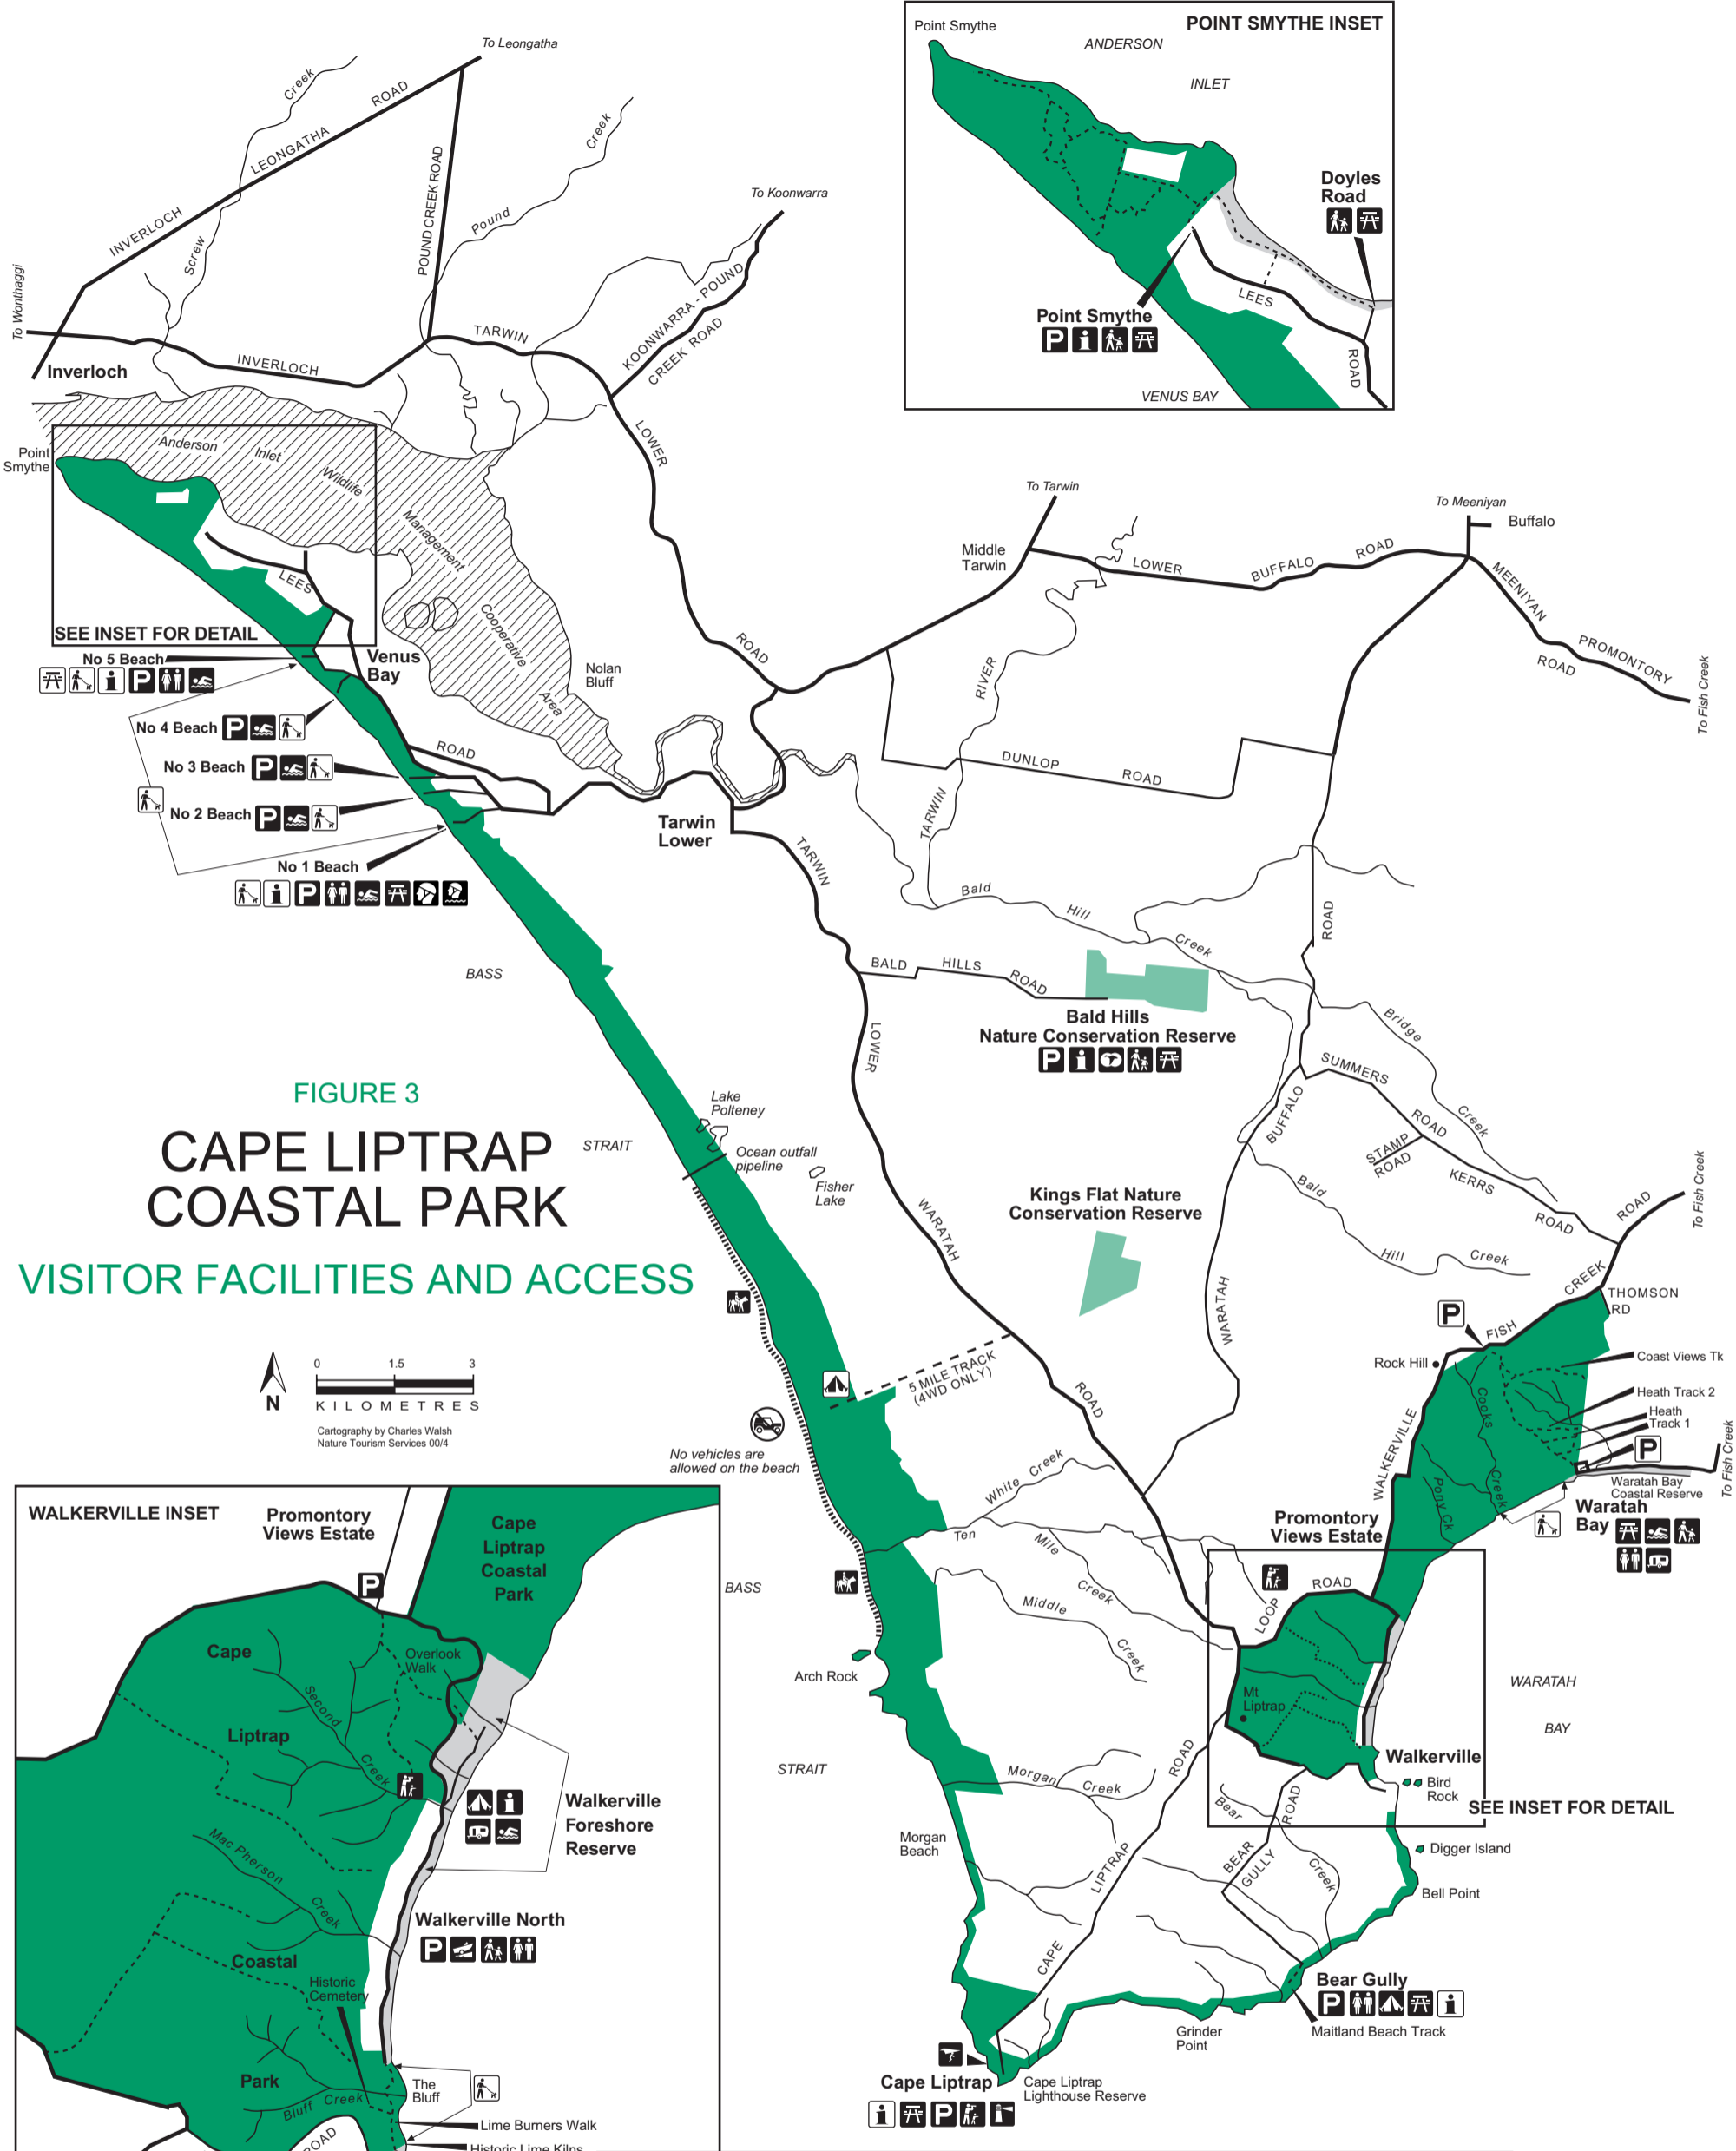 POINT SMYTHE INSET
Point Smythe
ANDERSON
INLET
Doyles
Road
LEES
ROAD
Point Smythe
P
VENUS BAY
To Leongatha
Creek
ROAD
LEONGATHA
INVERLOCH
Screw
POUND CREEK ROAD
Creek
Pound
To Koonwarra
KOONWARRA - POUND
CREEK ROAD
To Wonthaggi
TARWIN
INVERLOCH
Inverloch
LOWER
ROAD
Point
Smythe
Anderson
Inlet
Wildlife
Management
Cooperative
Area
LEES
SEE INSET FOR DETAIL
No 5 Beach
P
Venus
Bay
Nolan
Bluff
No 4 Beach
P
No 3 Beach
P
ROAD
No 2 Beach
P
No 1 Beach
P
Tarwin
Lower
To Tarwin
Middle
Tarwin
To Meeniyan
Buffalo
LOWER
BUFFALO
ROAD
MEENIYAN
PROMONTORY
ROAD
To Fish Creek
RIVER
TARWIN
DUNLOP
ROAD
TARWIN
Bald
Hill
Creek
ROAD
BALD
HILLS
ROAD
Bald Hills
Nature Conservation Reserve
P
LOWER
BASS
STRAIT
Bridge
Creek
SUMMERS
ROAD
STAMP
ROAD
KERRS
ROAD
BUFFALO
Bald
Hill
Creek
ROAD
To Fish Creek
FIGURE 3
CAPE LIPTRAP
COASTAL PARK
VISITOR FACILITIES AND ACCESS
0
1.5
3
N
KILOMETRES
Cartography by Charles Walsh
Nature Tourism Services 00/4
Lake
Polteney
Ocean outfall
pipeline
Fisher
Lake
Kings Flat Nature
Conservation Reserve
WARATAH
WARATAH
5 MILE TRACK
(4WD ONLY)
ROAD
No vehicles are
allowed on the beach
CREEK
THOMSON
RD
P
FISH
Rock Hill
Coast Views Tk
Heath Track 2
Heath
Track 1
P
Cooks
Creek
Pony Ck
WALKERVILLE
To Fish Creek
Waratah Bay
Coastal Reserve
Waratah
Bay
White
Creek
Ten
Mile
Creek
Middle
Creek
BASS
Arch Rock
STRAIT
Promontory
Views Estate
ROAD
LOOP
Mt
Liptrap
WARATAH
BAY
Walkerville
Bird
Rock
SEE INSET FOR DETAIL
Digger Island
Bell Point
Morgan
Creek
Morgan
Beach
ROAD
LIPTRAP
CAPE
Bear
Creek
ROAD
BEAR
GULLY
Bear Gully
P
Maitland Beach Track
Grinder
Point
Cape Liptrap
Cape Liptrap
Lighthouse Reserve
P
WALKERVILLE INSET
Promontory
Views Estate
Cape
Liptrap
Coastal
Park
P
Cape
Overlook
Walk
Second
Creek
Liptrap
Walkerville
Foreshore
Reserve
Mac Pherson
Creek
Walkerville North
P
Coastal
Historic
Cemetery
Park
Bluff
Creek
The
Bluff
Lime Burners Walk
Historic Lime Kilns
ROAD